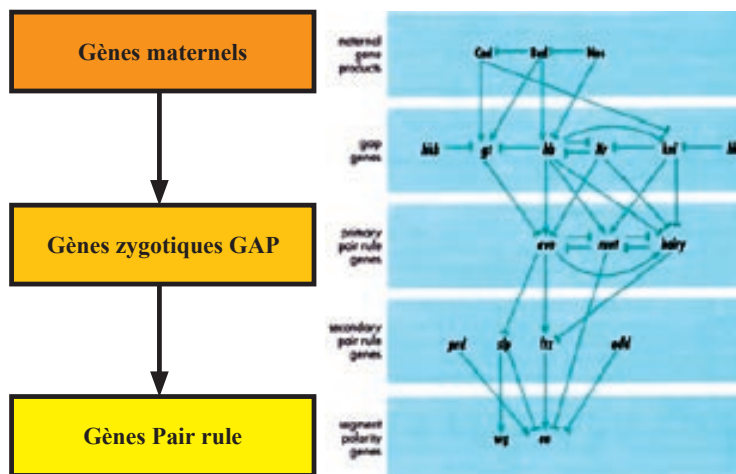 Gènes maternels
Gènes zygotiques GAP
Gènes Pair rule
maternal
gene
products
Cad Bcd Nos
gap
genes
hkb gt hb Kr kni
primary
pair rule
genes
eve runt hairy
secondary
pair rule
genes
prd slp ftz odd
segment
polarity
genes
wg en